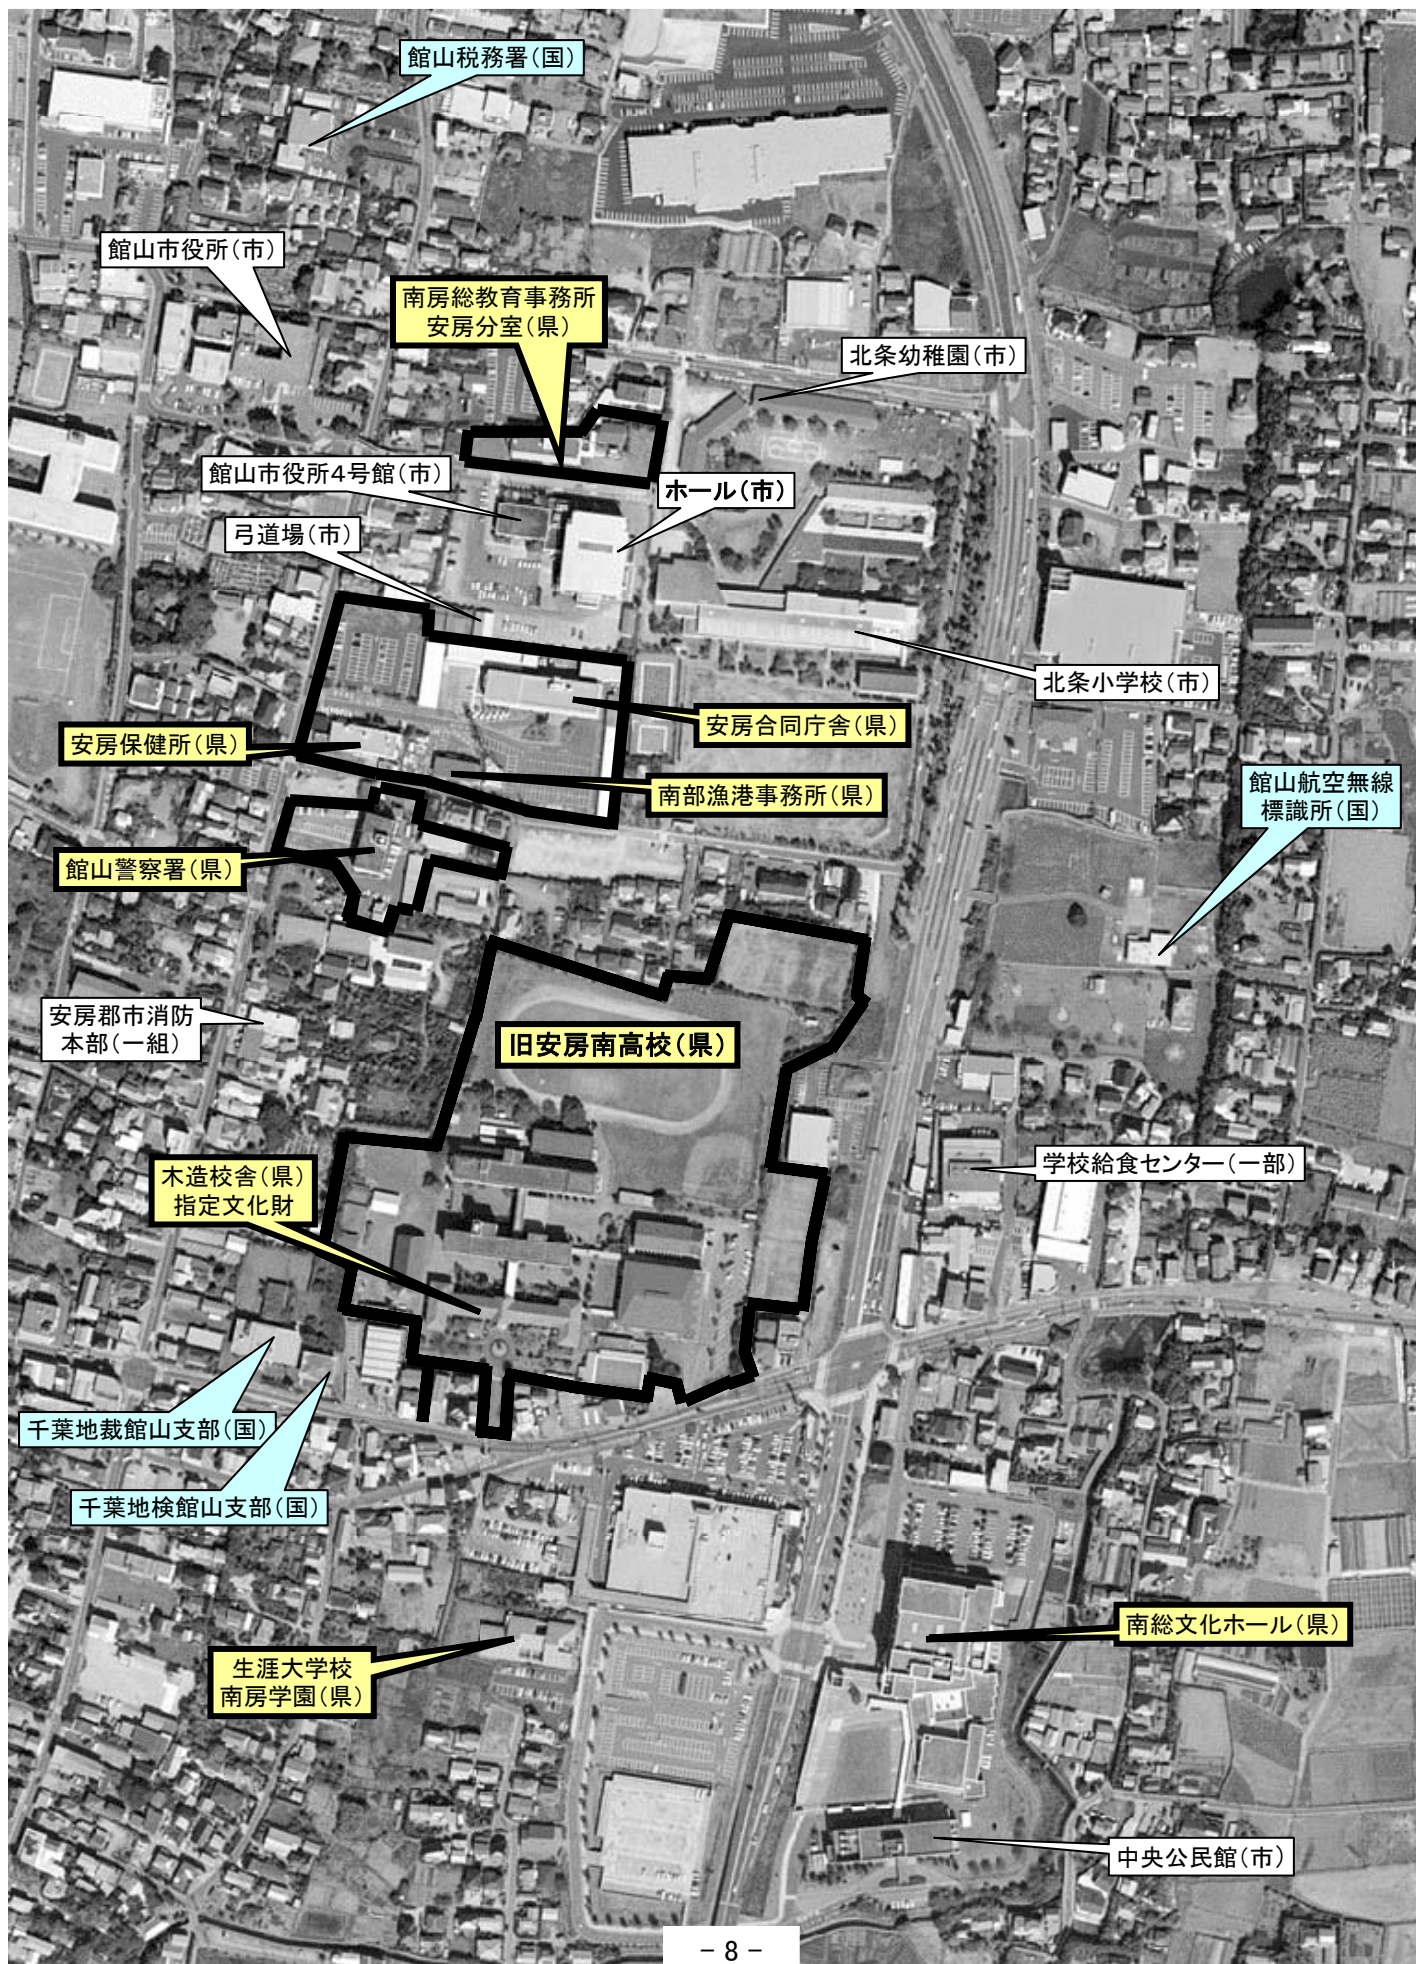 館山税務署(国)
館山市役所(市)
南房総教育事務所
安房分室(県)
北条幼稚園(市)
館山市役所4号館(市)
ホール(市)
弓道場(市)
北条小学校(市)
安房合同庁舎(県)
安房保健所(県)
南部漁港事務所(県)
館山航空無線
標識所(国)
館山警察署(県)
安房郡市消防
本部(一組)
旧安房南高校(県)
学校給食センター(一部)
木造校舎(県)
指定文化財
千葉地裁館山支部(国)
千葉地検館山支部(国)
南総文化ホール(県)
生涯大学校
南房学園(県)
中央公民館(市)
- 8 -